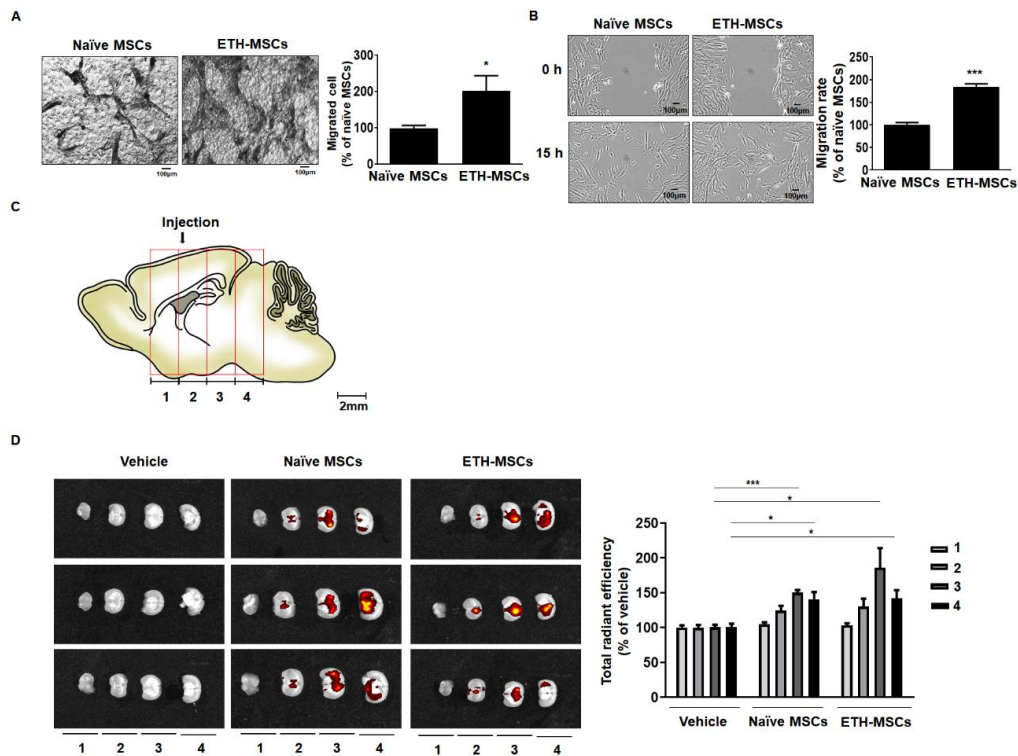 A
Naïve MSCs
ETH-MSCs
100µm
100µm
Migrated cell
(% of naïve MSCs)
300
200
100
0
*
Naïve MSCs
ETH-MSCs
B
Naïve MSCs
ETH-MSCs
0 h
15 h
100µm
100µm
100µm
100µm
Migration rate
(% of naïve MSCs)
250
200
150
100
50
0
***
Naïve MSCs
ETH-MSCs
C
Injection
1 2 3 4
2mm
D
Vehicle
Naïve MSCs
ETH-MSCs
1 2 3 4
1 2 3 4
1 2 3 4
Total radiant efficiency
(% of vehicle)
250
200
150
100
50
0
***
*
*
*
Vehicle
Naïve MSCs
ETH-MSCs
1
2
3
4